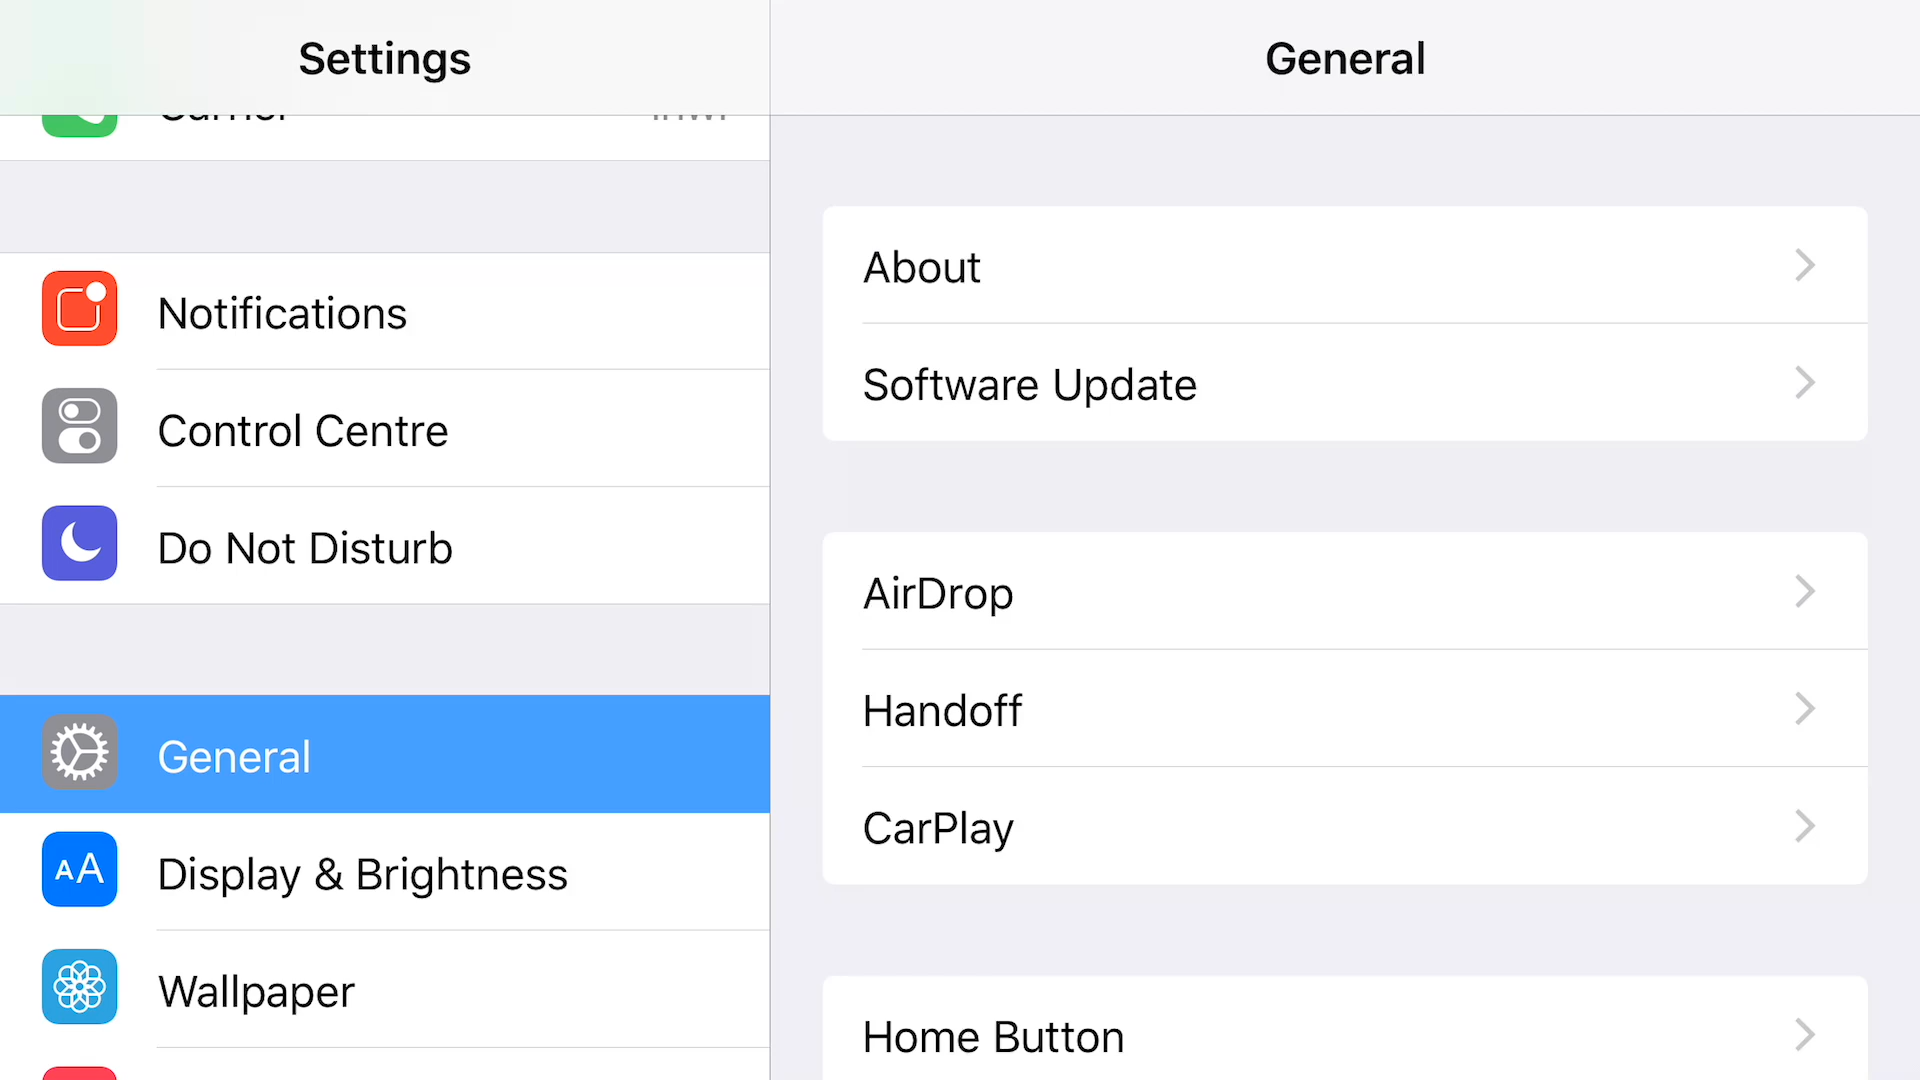 Settings
General
Notifications
Control Centre
Do Not Disturb
General
AA
Display & Brightness
Wallpaper
About
Software Update
AirDrop
Handoff
CarPlay
Home Button